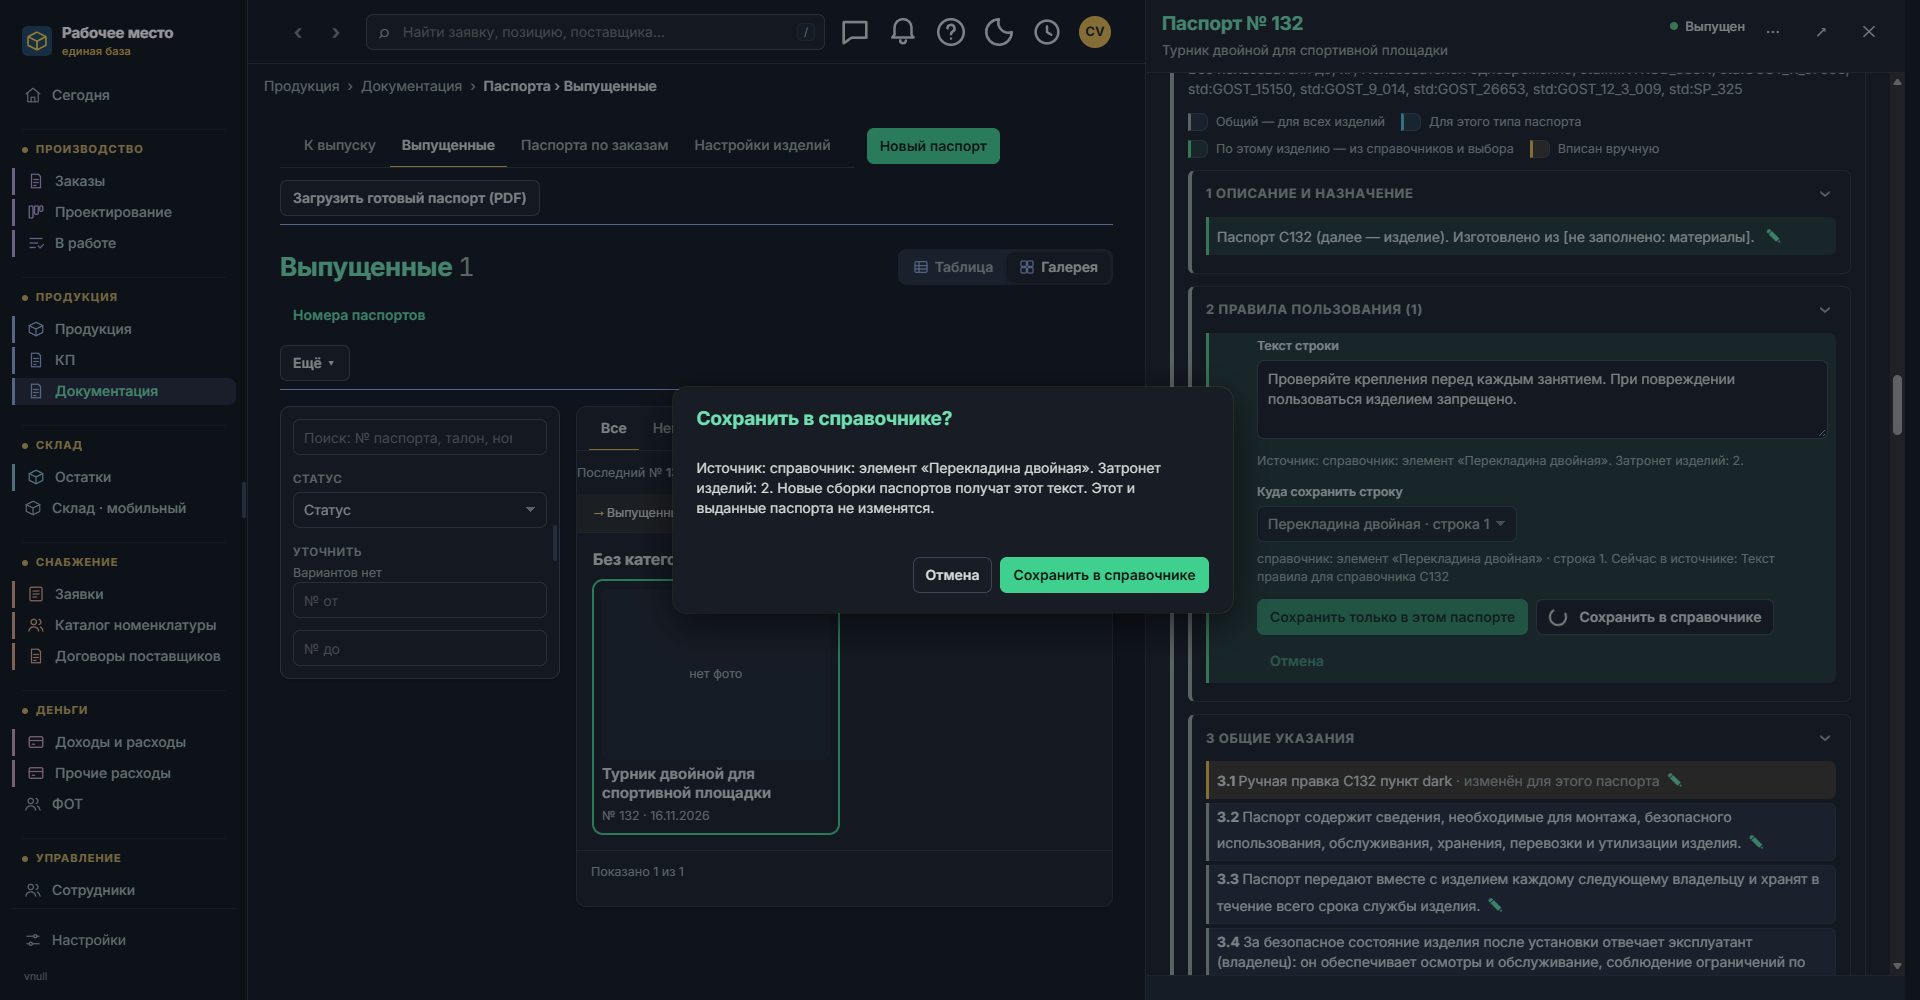 Рабочее место
единая база
Сегодня
ПРОИЗВОДСТВО
Заказы
Проектирование
В работе
ПРОДУКЦИЯ
Продукция
КП
Документация
СКЛАД
Остатки
Склад · мобильный
СНАБЖЕНИЕ
Заявки
Каталог номенклатуры
Договоры поставщиков
ДЕНЬГИ
Доходы и расходы
Прочие расходы
ФОТ
УПРАВЛЕНИЕ
Сотрудники
Настройки
vnull
Найти заявку, позицию, поставщика...
/
CV
Продукция › Документация › Паспорта › Выпущенные
К выпуску
Выпущенные
Паспорта по заказам
Настройки изделий
Новый паспорт
Загрузить готовый паспорт (PDF)
Выпущенные 1
Таблица
Галерея
Номера паспортов
Ещё
Поиск: № паспорта, талон, ном
СТАТУС
Статус
УТОЧНИТЬ
Вариантов нет
№ от
№ до
Все
Последний №
→ Выпущенн
Без катего
нет фото
Турник двойной для
спортивной площадки
№ 132 · 16.11.2026
Показано 1 из 1
Сохранить в справочнике?
Источник: справочник: элемент «Перекладина двойная». Затронет
изделий: 2. Новые сборки паспортов получат этот текст. Этот и
выданные паспорта не изменятся.
Отмена
Сохранить в справочнике
Паспорт № 132
Турник двойной для спортивной площадки
Выпущен
...
std:GOST_15150, std:GOST_9_014, std:GOST_26653, std:GOST_12_3_009, std:SP_325
Общий — для всех изделий
Для этого типа паспорта
По этому изделию — из справочников и выбора
Вписан вручную
1 ОПИСАНИЕ И НАЗНАЧЕНИЕ
Паспорт С132 (далее — изделие). Изготовлено из [не заполнено: материалы].
2 ПРАВИЛА ПОЛЬЗОВАНИЯ (1)
Текст строки
Проверяйте крепления перед каждым занятием. При повреждении
пользоваться изделием запрещено.
Источник: справочник: элемент «Перекладина двойная». Затронет изделий: 2.
Куда сохранить строку
Перекладина двойная · строка 1
справочник: элемент «Перекладина двойная» · строка 1. Сейчас в источнике: Текст
правила для справочника С132
Сохранить только в этом паспорте
Сохранить в справочнике
Отмена
3 ОБЩИЕ УКАЗАНИЯ
3.1 Ручная правка С132 пункт dark · изменён для этого паспорта
3.2 Паспорт содержит сведения, необходимые для монтажа, безопасного
использования, обслуживания, хранения, перевозки и утилизации изделия.
3.3 Паспорт передают вместе с изделием каждому следующему владельцу и хранят в
течение всего срока службы изделия.
3.4 За безопасное состояние изделия после установки отвечает эксплуатант
(владелец): он обеспечивает осмотры и обслуживание, соблюдение ограничений по